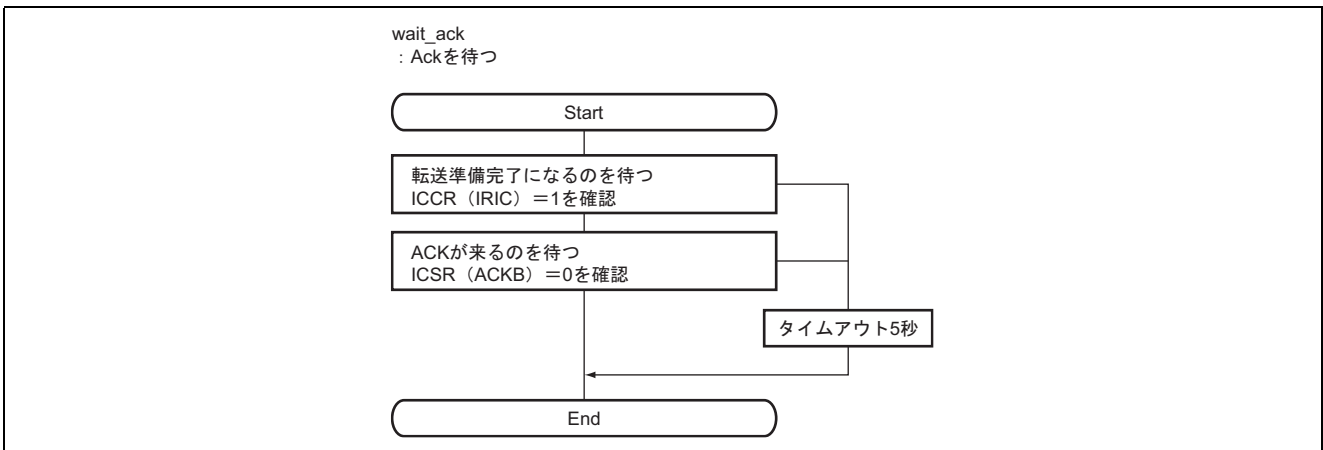 wait_ack
：Ackを待つ
Start
転送準備完了になるのを待つ
ICCR（IRIC）＝1を確認
ACKが来るのを待つ
ICSR（ACKB）＝0を確認
タイムアウト5秒
End